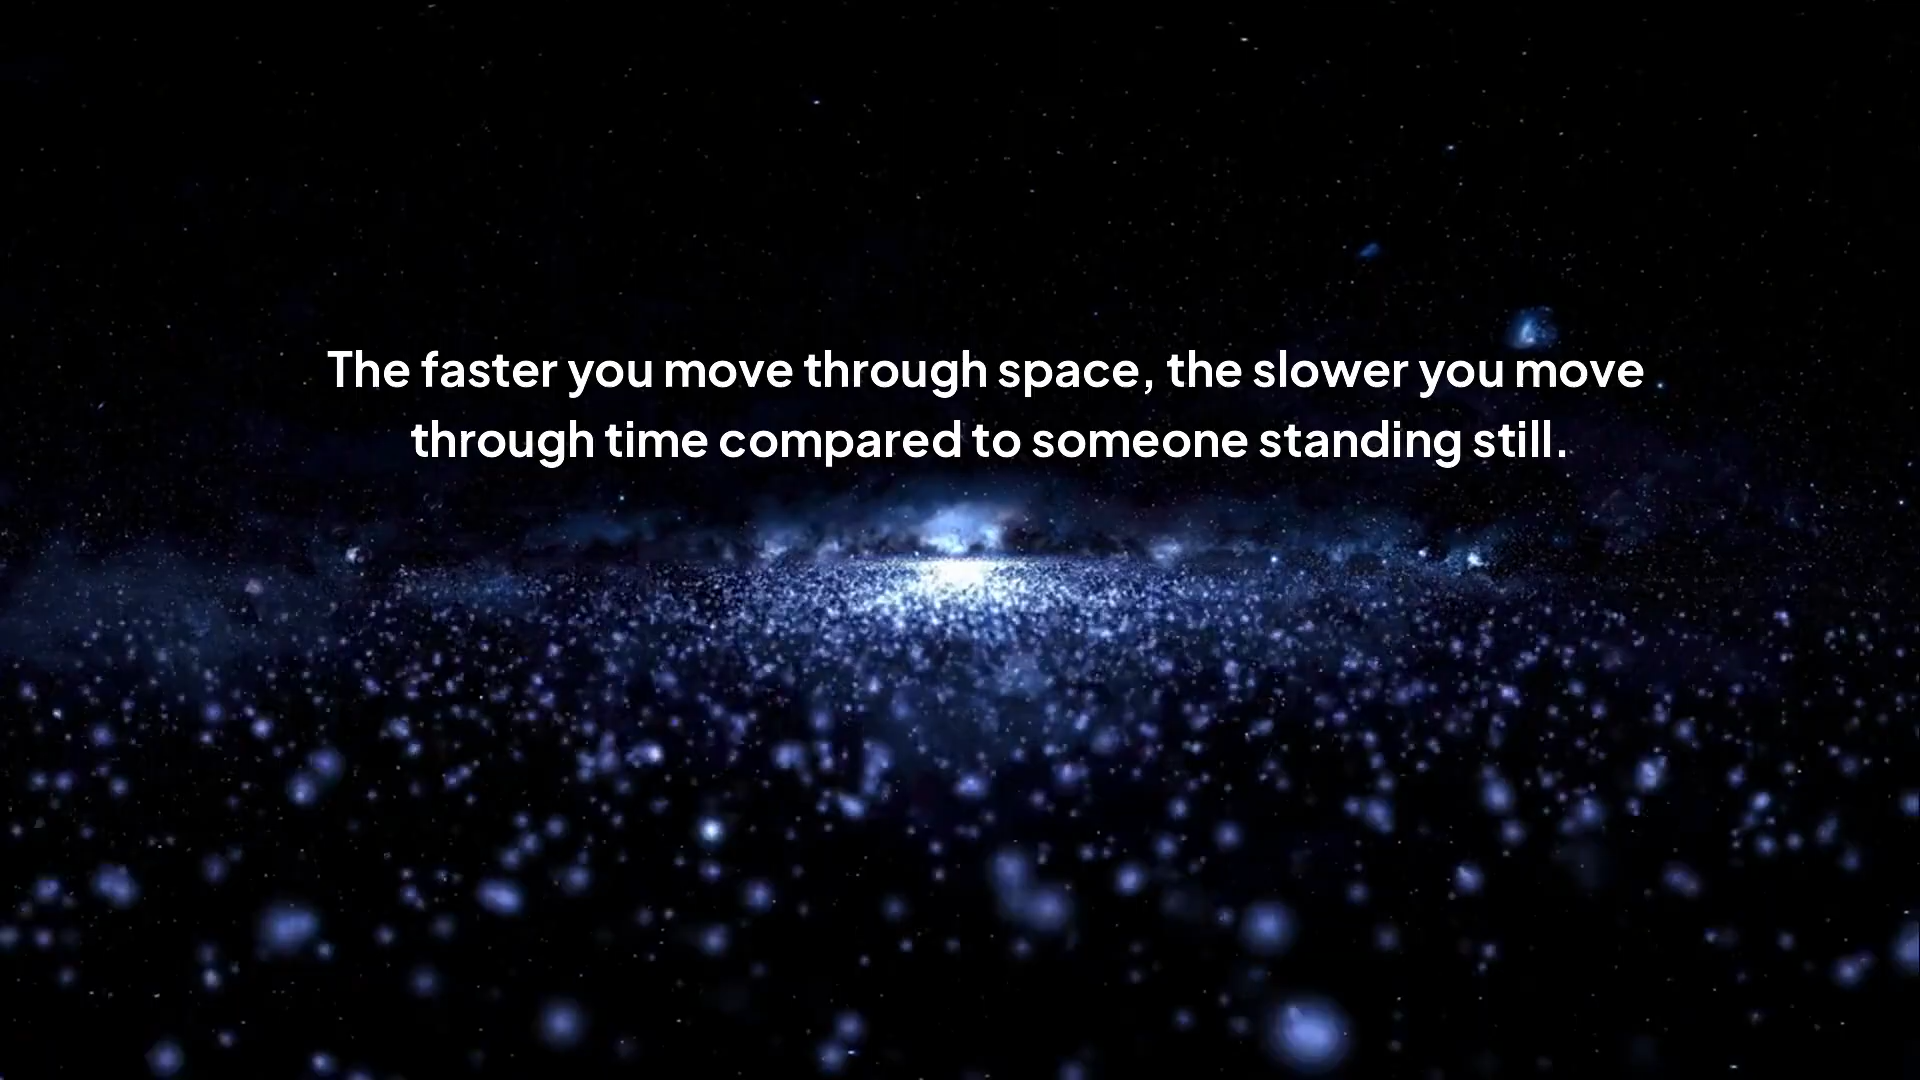 The faster you move through space, the slower you move
through time compared to someone standing still.